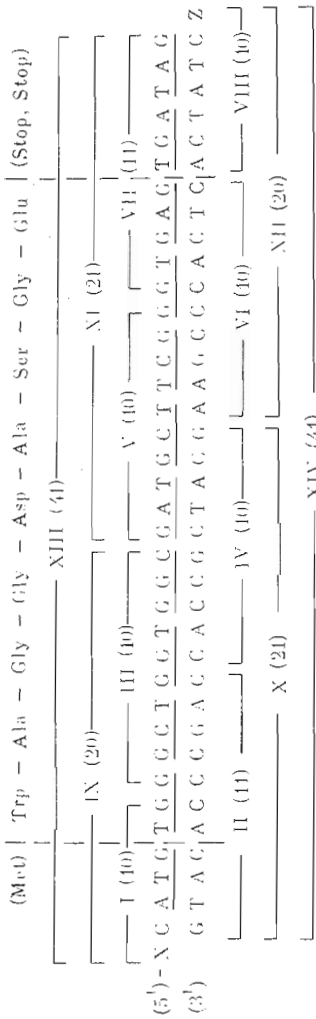 (Met) | Trp – Ala – Gly – Gly – Asp – Ala – Ser – Gly – Glu | (Stop, Stop)
XIII (41)
IX (20) XI (21)
I (10) III (10) V (10) VII (11)
(5') - X C A T G T G G G C T G G T G G C G A T G C T T C G G G T G A G T G A T A G
(3') G T A C A C C C G A C C A C C G C T A C G A A G C C C A C T C A C T A T C Z
II (11) IV (10) VI (10) VIII (10)
X (21) XII (20)
XIV (41)